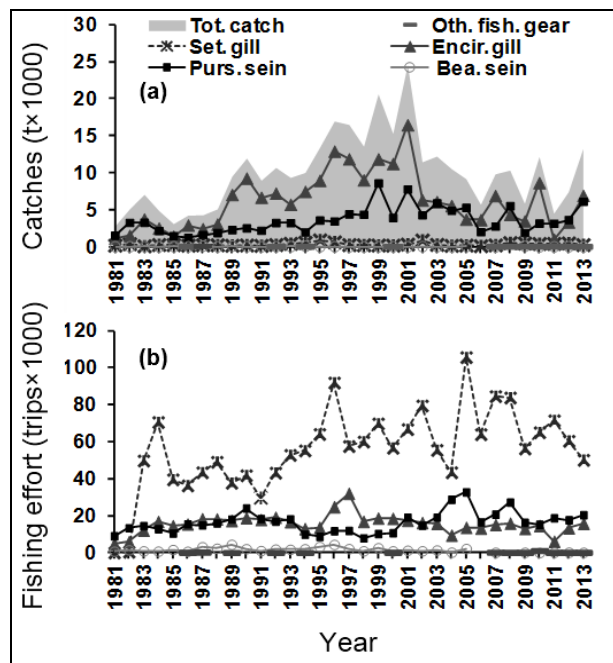 Tot. catch Oth. fish. gear
Set. gill Encir. gill
Purs. sein Bea. sein
(a)
Catches (t×1000)
30
25
20
15
10
5
0
1981 1983 1985 1987 1989 1991 1993 1995 1997 1999 2001 2003 2005 2007 2009 2011 2013
(b)
Fishing effort (trips×1000)
120
100
80
60
40
20
0
1981 1983 1985 1987 1989 1991 1993 1995 1997 1999 2001 2003 2005 2007 2009 2011 2013
Year